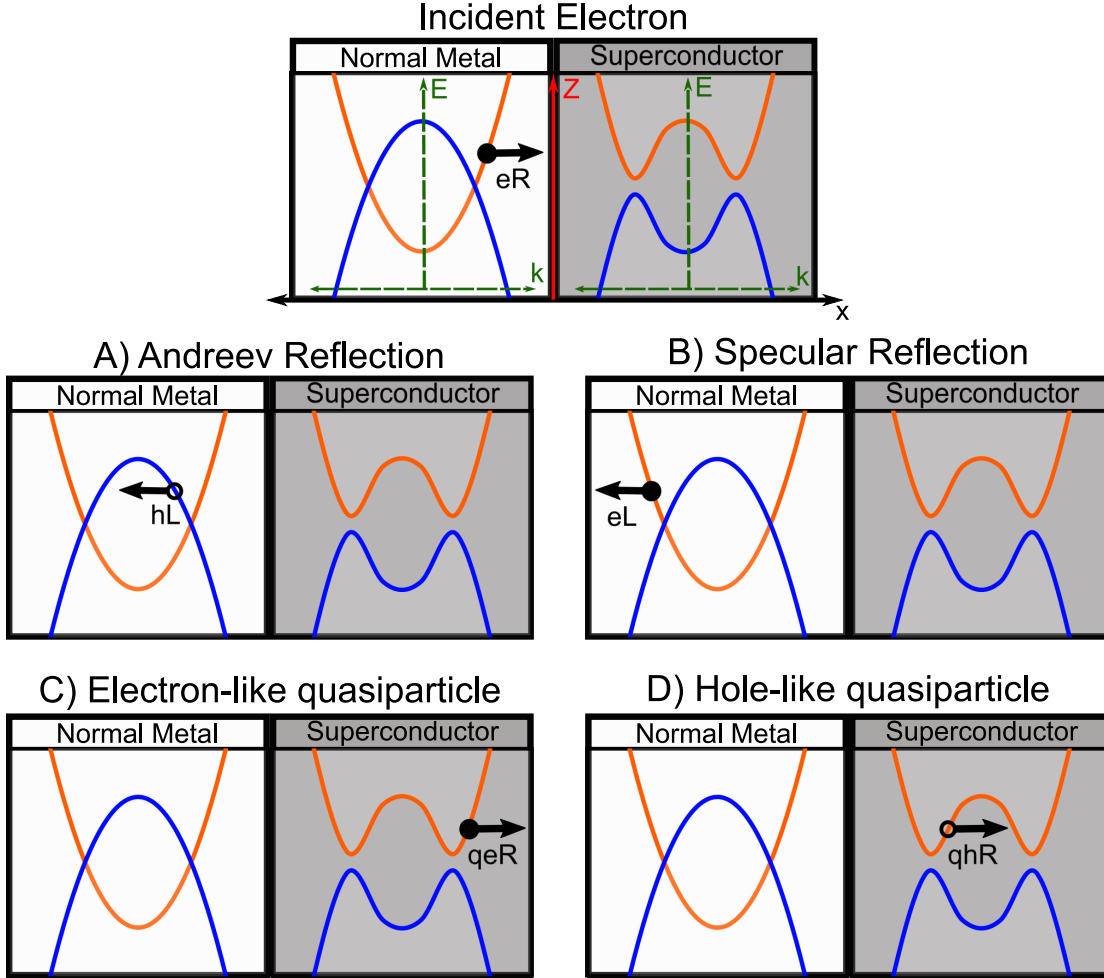 Incident Electron
Normal Metal
Superconductor
E
Z
E
eR
k
k
x
A) Andreev Reflection
Normal Metal
Superconductor
hL
B) Specular Reflection
Normal Metal
Superconductor
eL
C) Electron-like quasiparticle
Normal Metal
Superconductor
qeR
D) Hole-like quasiparticle
Normal Metal
Superconductor
qhR